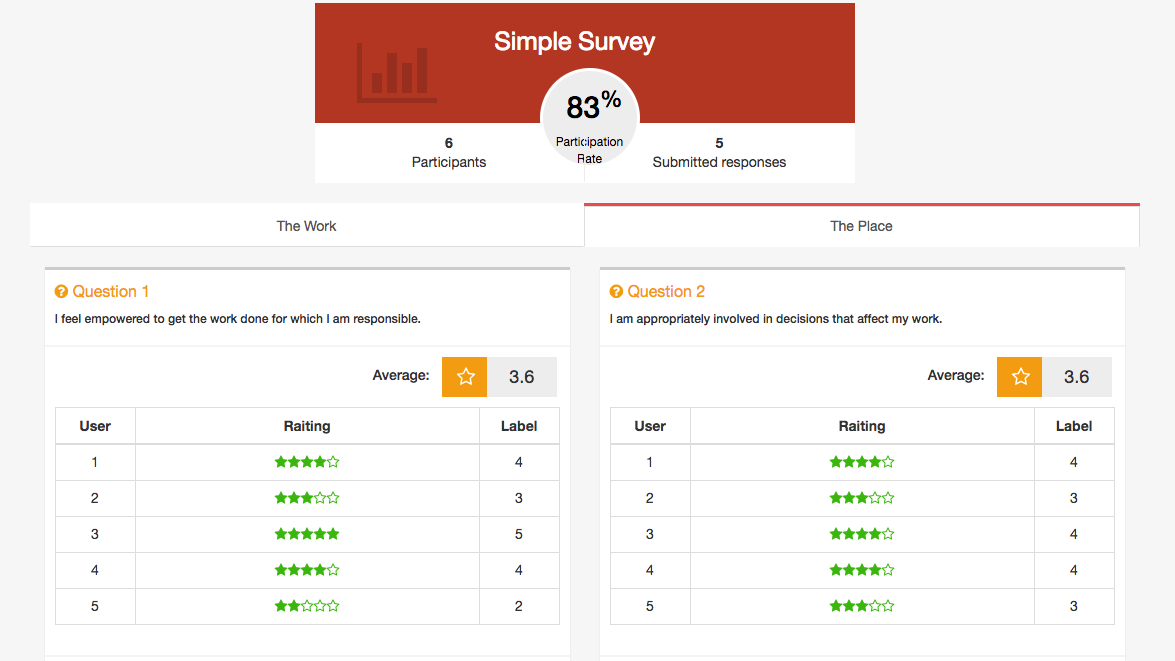 Simple Survey
83%
Participation
Rate
6
Participants
5
Submitted responses
The Work
The Place
Question 1
I feel empowered to get the work done for which I am responsible.
Average: 3.6
User Raiting Label
1 4
2 3
3 5
4 4
5 2
Question 2
I am appropriately involved in decisions that affect my work.
Average: 3.6
User Raiting Label
1 4
2 3
3 4
4 4
5 3